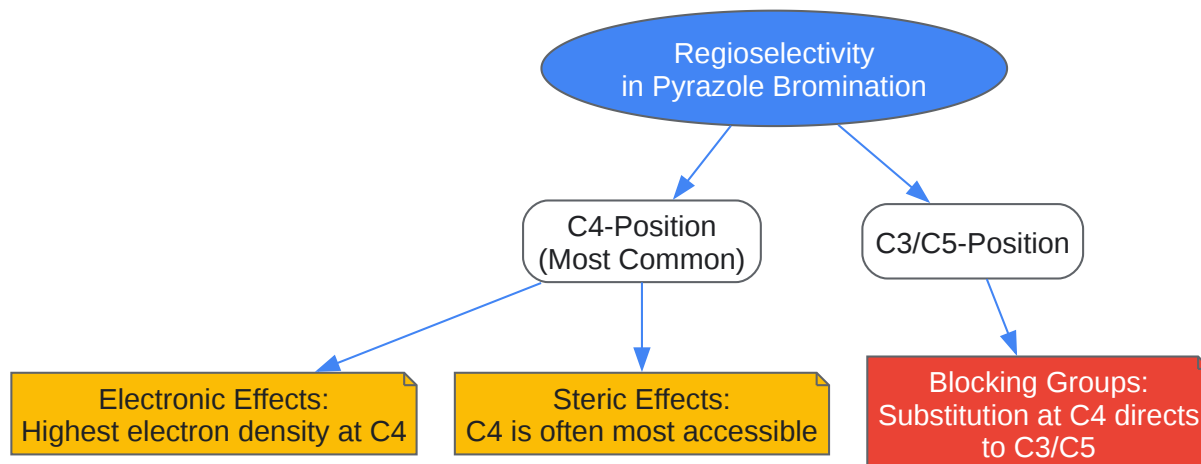 Regioselectivity
in Pyrazole Bromination
C4-Position
(Most Common)
C3/C5-Position
Electronic Effects:
Highest electron density at C4
Steric Effects:
C4 is often most accessible
Blocking Groups:
Substitution at C4 directs
to C3/C5